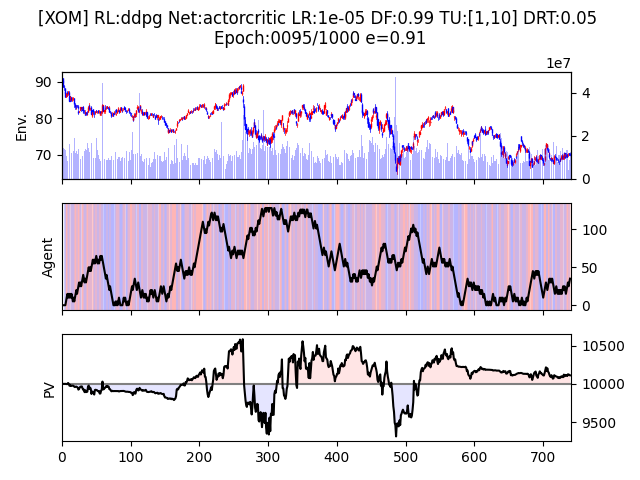 [XOM] RL:ddpg Net:actorcritic LR:1e-05 DF:0.99 TU:[1,10] DRT:0.05
Epoch:0095/1000 e=0.91
1e7
90
80
70
Env.
4
2
0
Agent
100
50
0
PV
10500
10000
9500
0 100 200 300 400 500 600 700